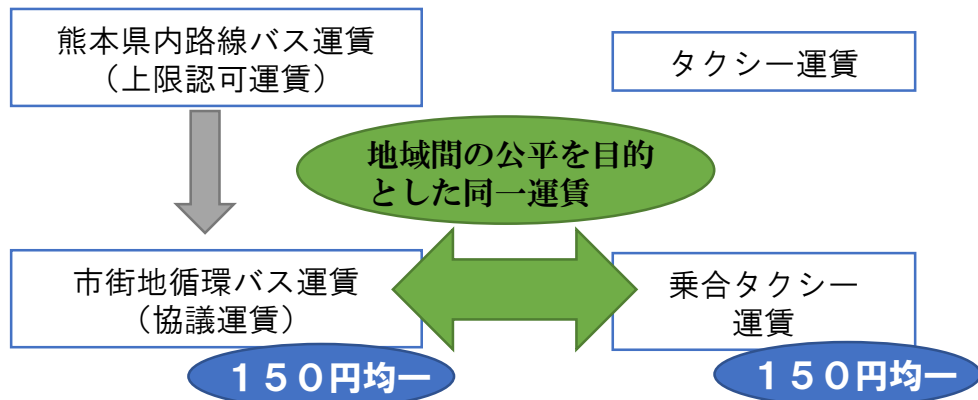 熊本県内路線バス運賃
（上限認可運賃）
タクシー運賃
地域間の公平を目的
とした同一運賃
市街地循環バス運賃
（協議運賃）
乗合タクシー
運賃
１５０円均一
１５０円均一